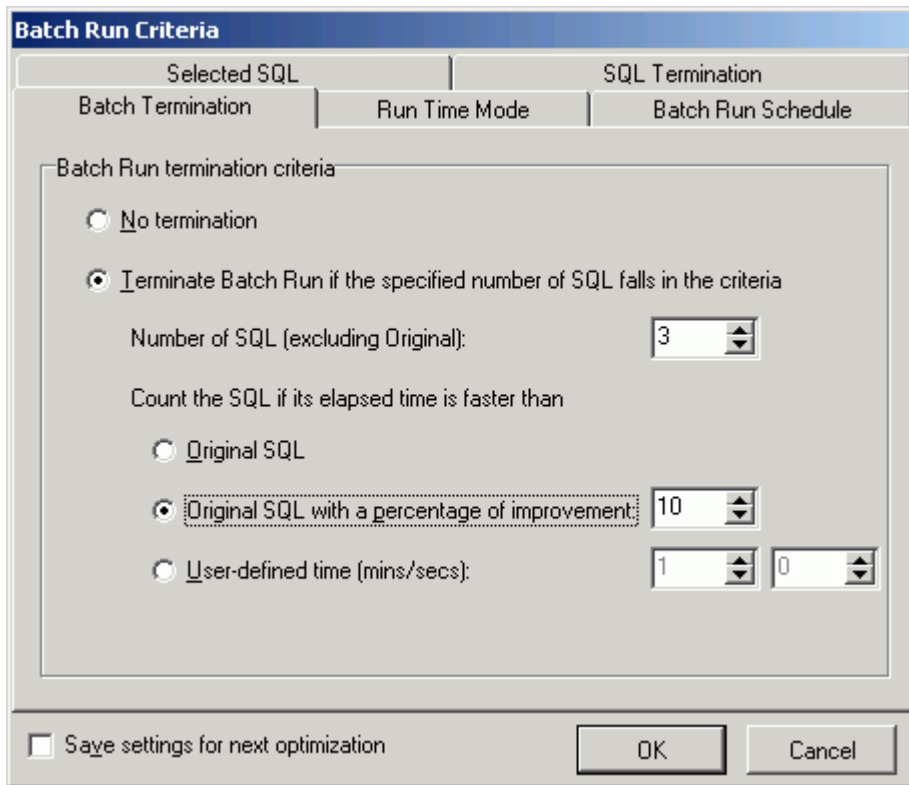 Batch Run Criteria
Selected SQL
SQL Termination
Batch Termination
Run Time Mode
Batch Run Schedule
Batch Run termination criteria
No termination
Terminate Batch Run if the specified number of SQL falls in the criteria
Number of SQL (excluding Original): 3
Count the SQL if its elapsed time is faster than
Original SQL
Original SQL with a percentage of improvement: 10
User-defined time (mins/secs): 1 0
Save settings for next optimization
OK
Cancel